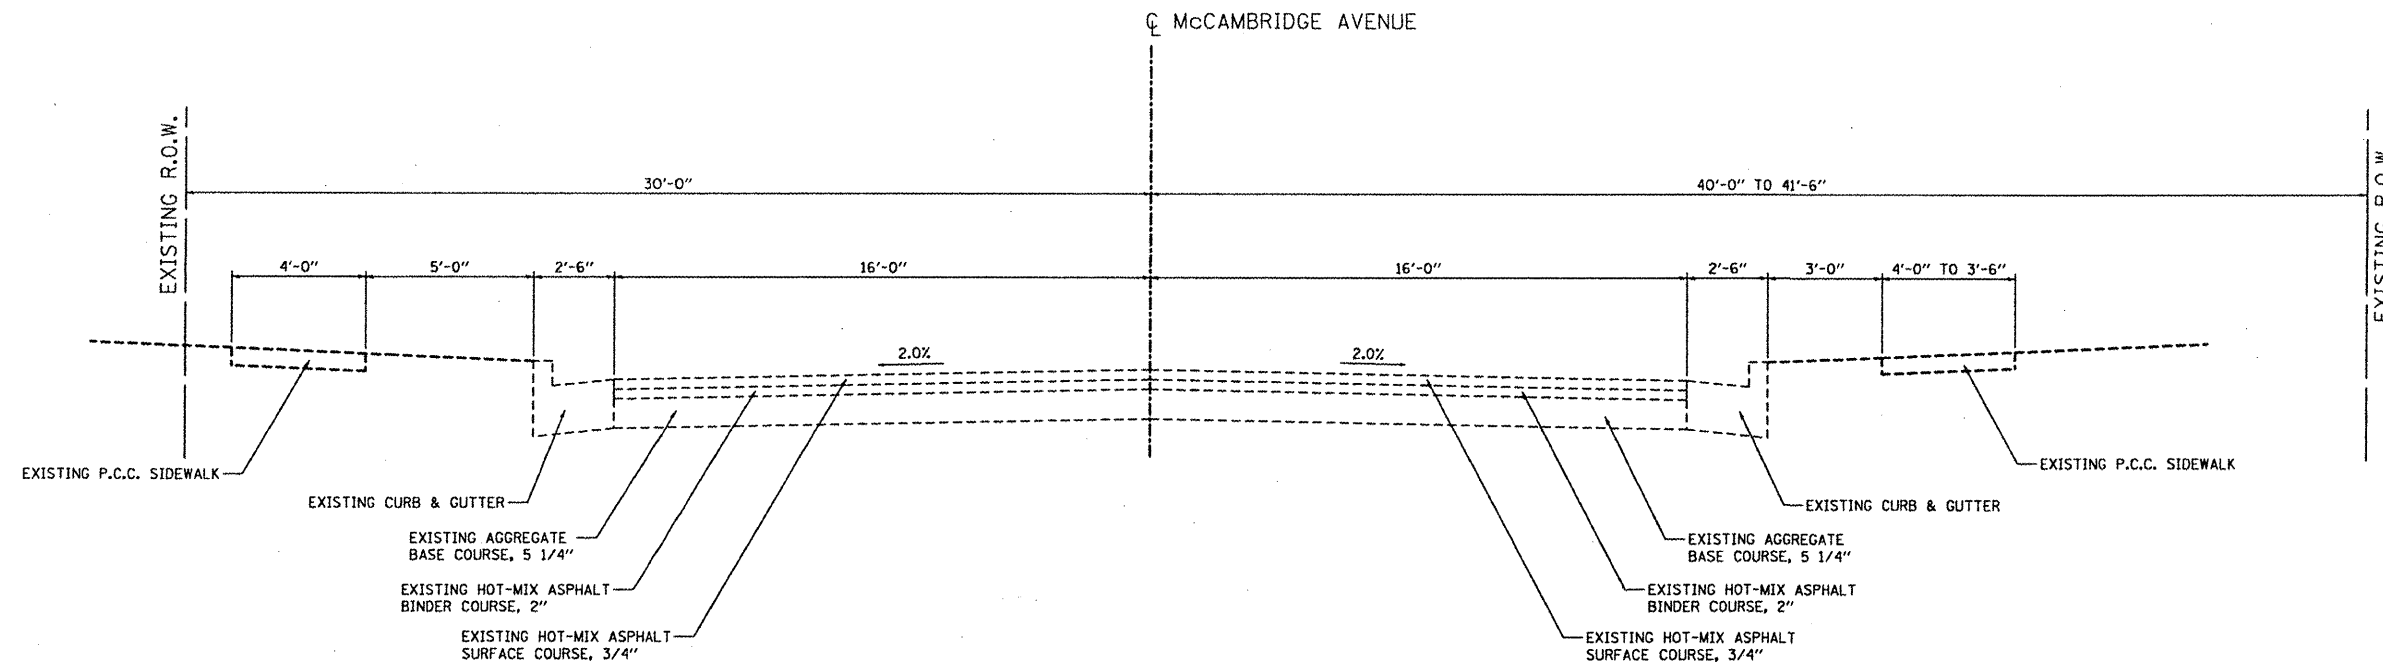 ℄ McCAMBRIDGE AVENUE
EXISTING R.O.W.
30'-0"
40'-0" TO 41'-6"
EXISTING R.O.W.
4'-0"
5'-0"
2'-6"
16'-0"
16'-0"
2'-6"
3'-0"
4'-0" TO 3'-6"
2.0%
2.0%
EXISTING P.C.C. SIDEWALK
EXISTING P.C.C. SIDEWALK
EXISTING CURB & GUTTER
EXISTING CURB & GUTTER
EXISTING AGGREGATE
BASE COURSE, 5 1/4"
EXISTING AGGREGATE
BASE COURSE, 5 1/4"
EXISTING HOT-MIX ASPHALT
BINDER COURSE, 2"
EXISTING HOT-MIX ASPHALT
BINDER COURSE, 2"
EXISTING HOT-MIX ASPHALT
SURFACE COURSE, 3/4"
EXISTING HOT-MIX ASPHALT
SURFACE COURSE, 3/4"